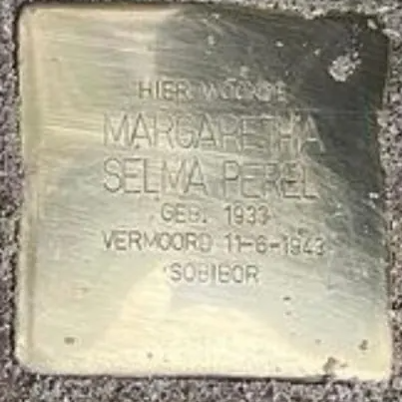 HIER WOONDE
MARGARETHA
SELMA PEREL
GEB. 1933
VERMOORD 11-6-1943
SOBIBOR